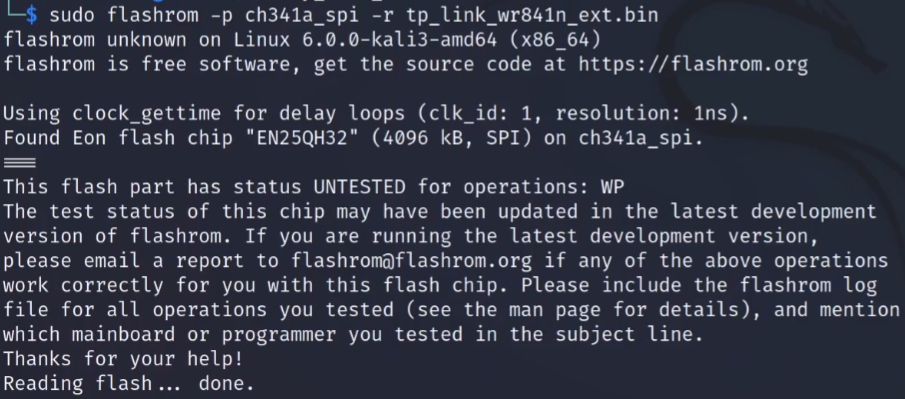 └─$ sudo flashrom -p ch341a_spi -r tp_link_wr841n_ext.bin
flashrom unknown on Linux 6.0.0-kali3-amd64 (x86_64)
flashrom is free software, get the source code at https://flashrom.org
Using clock_gettime for delay loops (clk_id: 1, resolution: 1ns).
Found Eon flash chip "EN25QH32" (4096 kB, SPI) on ch341a_spi.
===
This flash part has status UNTESTED for operations: WP
The test status of this chip may have been updated in the latest development
version of flashrom. If you are running the latest development version,
please email a report to flashrom@flashrom.org if any of the above operations
work correctly for you with this flash chip. Please include the flashrom log
file for all operations you tested (see the man page for details), and mention
which mainboard or programmer you tested in the subject line.
Thanks for your help!
Reading flash... done.